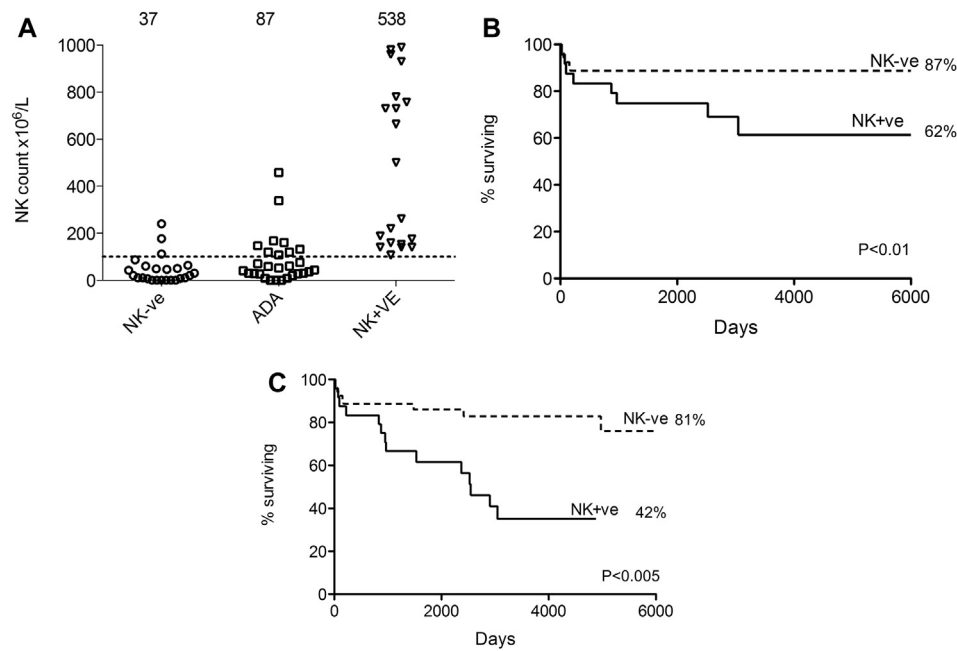 A
37 87 538
NK count x10⁶/L
1000
800
600
400
200
0
NK-ve ADA NK+VE
B
% surviving
100
80
60
40
20
0
NK-ve 87%
NK+ve 62%
P<0.01
0 2000 4000 6000
Days
C
% surviving
100
80
60
40
20
0
NK-ve 81%
NK+ve 42%
P<0.005
0 2000 4000 6000
Days